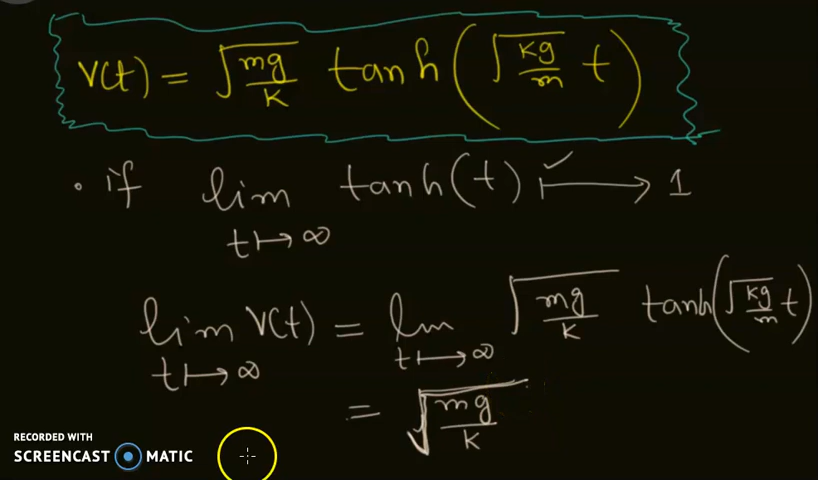 V(t) = √(mg/k) tanh(√(kg/m) t)
• if lim t↦∞ tanh(t) ⟼ 1
lim t↦∞ V(t) = lim t↦∞ √(mg/k) tanh(√(kg/m) t)
= √(mg/k)
RECORDED WITH
SCREENCAST MATIC